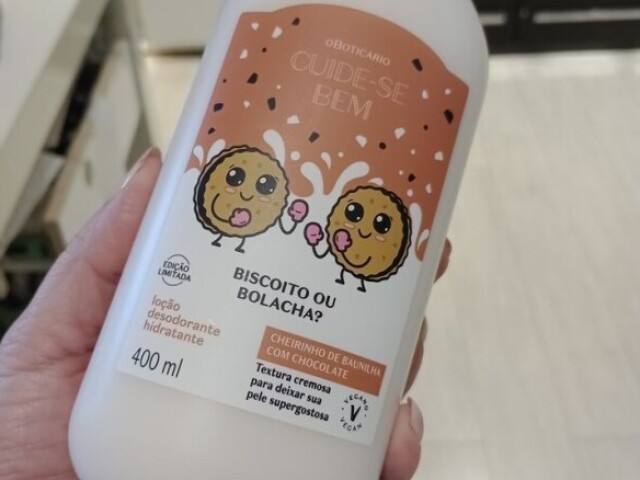 oBoticário
CUIDE-SE
BEM
EDIÇÃO
LIMITADA
BISCOITO OU
BOLACHA?
loção
desodorante
hidratante
400 ml
CHEIRINHO DE BAUNILHA
COM CHOCOLATE
Textura cremosa
para deixar sua
pele supergostosa
VEGANO
V
VEGAN